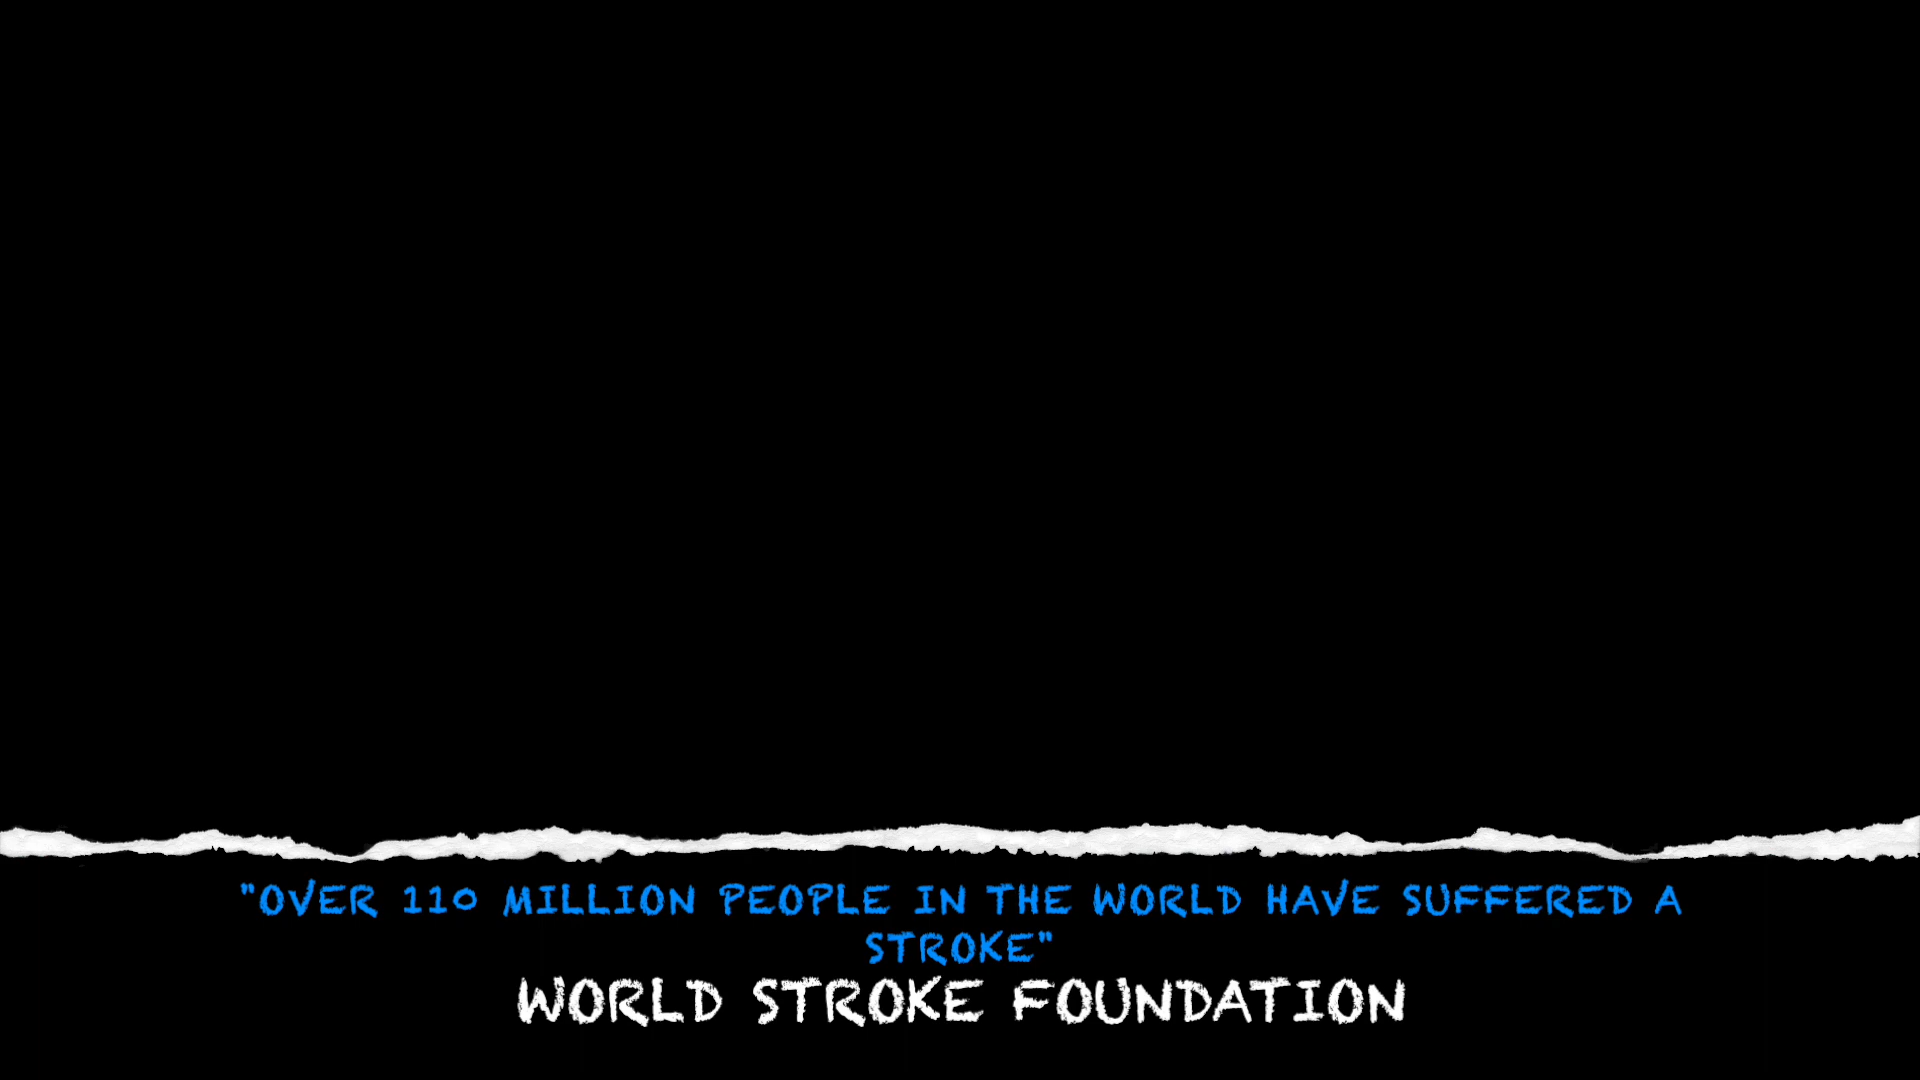 "OVER 110 MILLION PEOPLE IN THE WORLD HAVE SUFFERED A
STROKE"
WORLD STROKE FOUNDATION